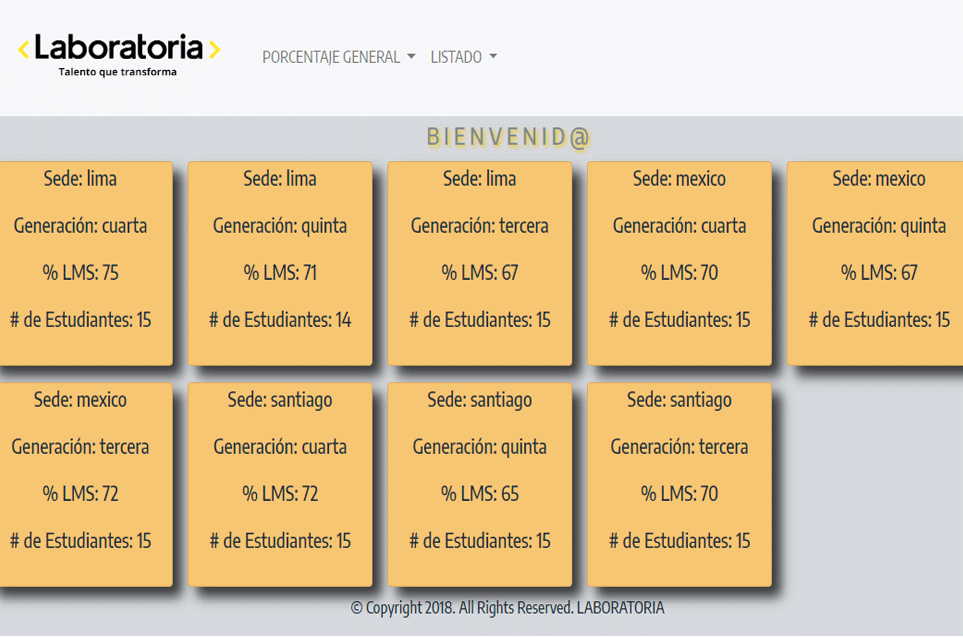 <Laboratoria>
Talento que transforma
PORCENTAJE GENERAL
LISTADO
BIENVENID@
Sede: lima
Generación: cuarta
% LMS: 75
# de Estudiantes: 15
Sede: lima
Generación: quinta
% LMS: 71
# de Estudiantes: 14
Sede: lima
Generación: tercera
% LMS: 67
# de Estudiantes: 15
Sede: mexico
Generación: cuarta
% LMS: 70
# de Estudiantes: 15
Sede: mexico
Generación: quinta
% LMS: 67
# de Estudiantes: 15
Sede: mexico
Generación: tercera
% LMS: 72
# de Estudiantes: 15
Sede: santiago
Generación: cuarta
% LMS: 72
# de Estudiantes: 15
Sede: santiago
Generación: quinta
% LMS: 65
# de Estudiantes: 15
Sede: santiago
Generación: tercera
% LMS: 70
# de Estudiantes: 15
© Copyright 2018. All Rights Reserved. LABORATORIA